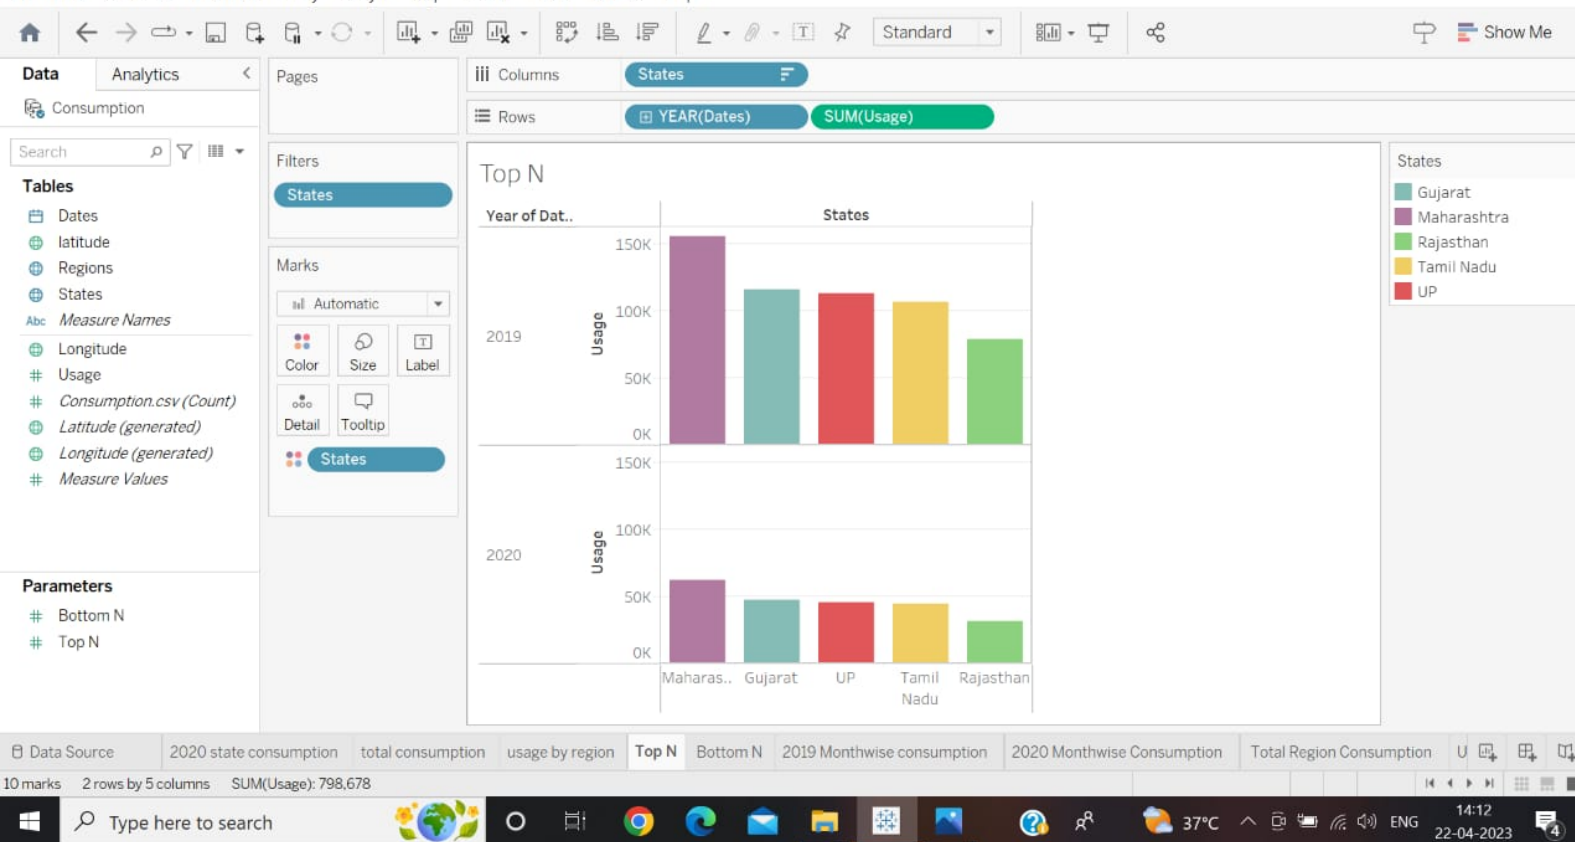 Standard
Show Me
Data
Analytics
Consumption
Search
Tables
Dates
latitude
Regions
States
Abc Measure Names
Longitude
# Usage
# Consumption.csv (Count)
Latitude (generated)
Longitude (generated)
# Measure Values
Parameters
# Bottom N
# Top N
Pages
Filters
States
Marks
Automatic
Color
Size
Label
Detail
Tooltip
States
iii Columns
States
Rows
YEAR(Dates)
SUM(Usage)
Top N
Year of Dat..
States
2019
Usage
150K
100K
50K
0K
2020
Usage
150K
100K
50K
0K
Maharas..
Gujarat
UP
Tamil
Nadu
Rajasthan
States
Gujarat
Maharashtra
Rajasthan
Tamil Nadu
UP
Data Source
2020 state consumption
total consumption
usage by region
Top N
Bottom N
2019 Monthwise consumption
2020 Monthwise Consumption
Total Region Consumption
U
10 marks
2 rows by 5 columns
SUM(Usage): 798,678
Type here to search
37°C
ENG
14:12
22-04-2023
4